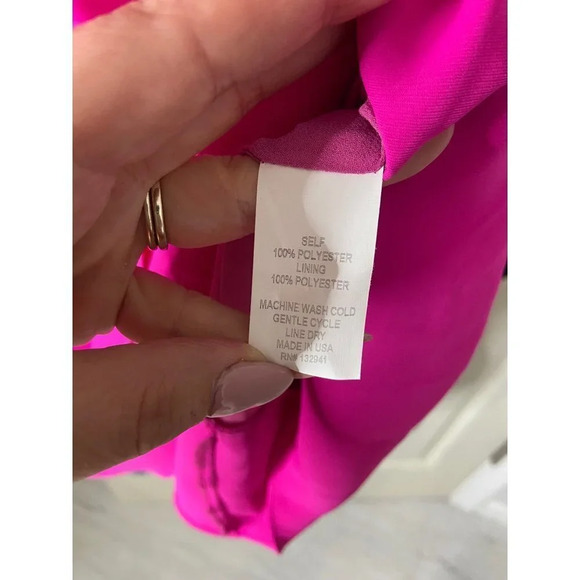 SELF
100% POLYESTER
LINING
100% POLYESTER
MACHINE WASH COLD
GENTLE CYCLE
LINE DRY
MADE IN USA
RN# 132941